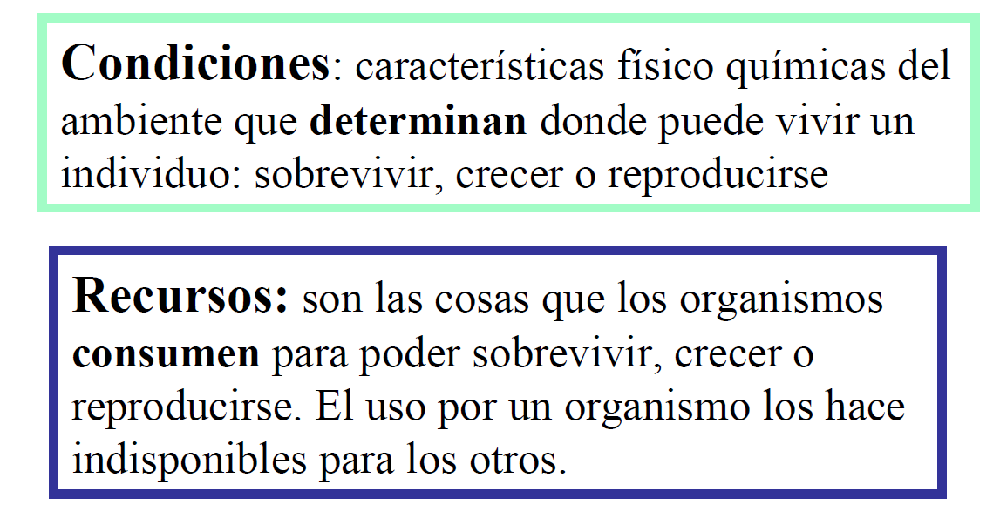 Condiciones: características físico químicas del
ambiente que determinan donde puede vivir un
individuo: sobrevivir, crecer o reproducirse
Recursos: son las cosas que los organismos
consumen para poder sobrevivir, crecer o
reproducirse. El uso por un organismo los hace
indisponibles para los otros.